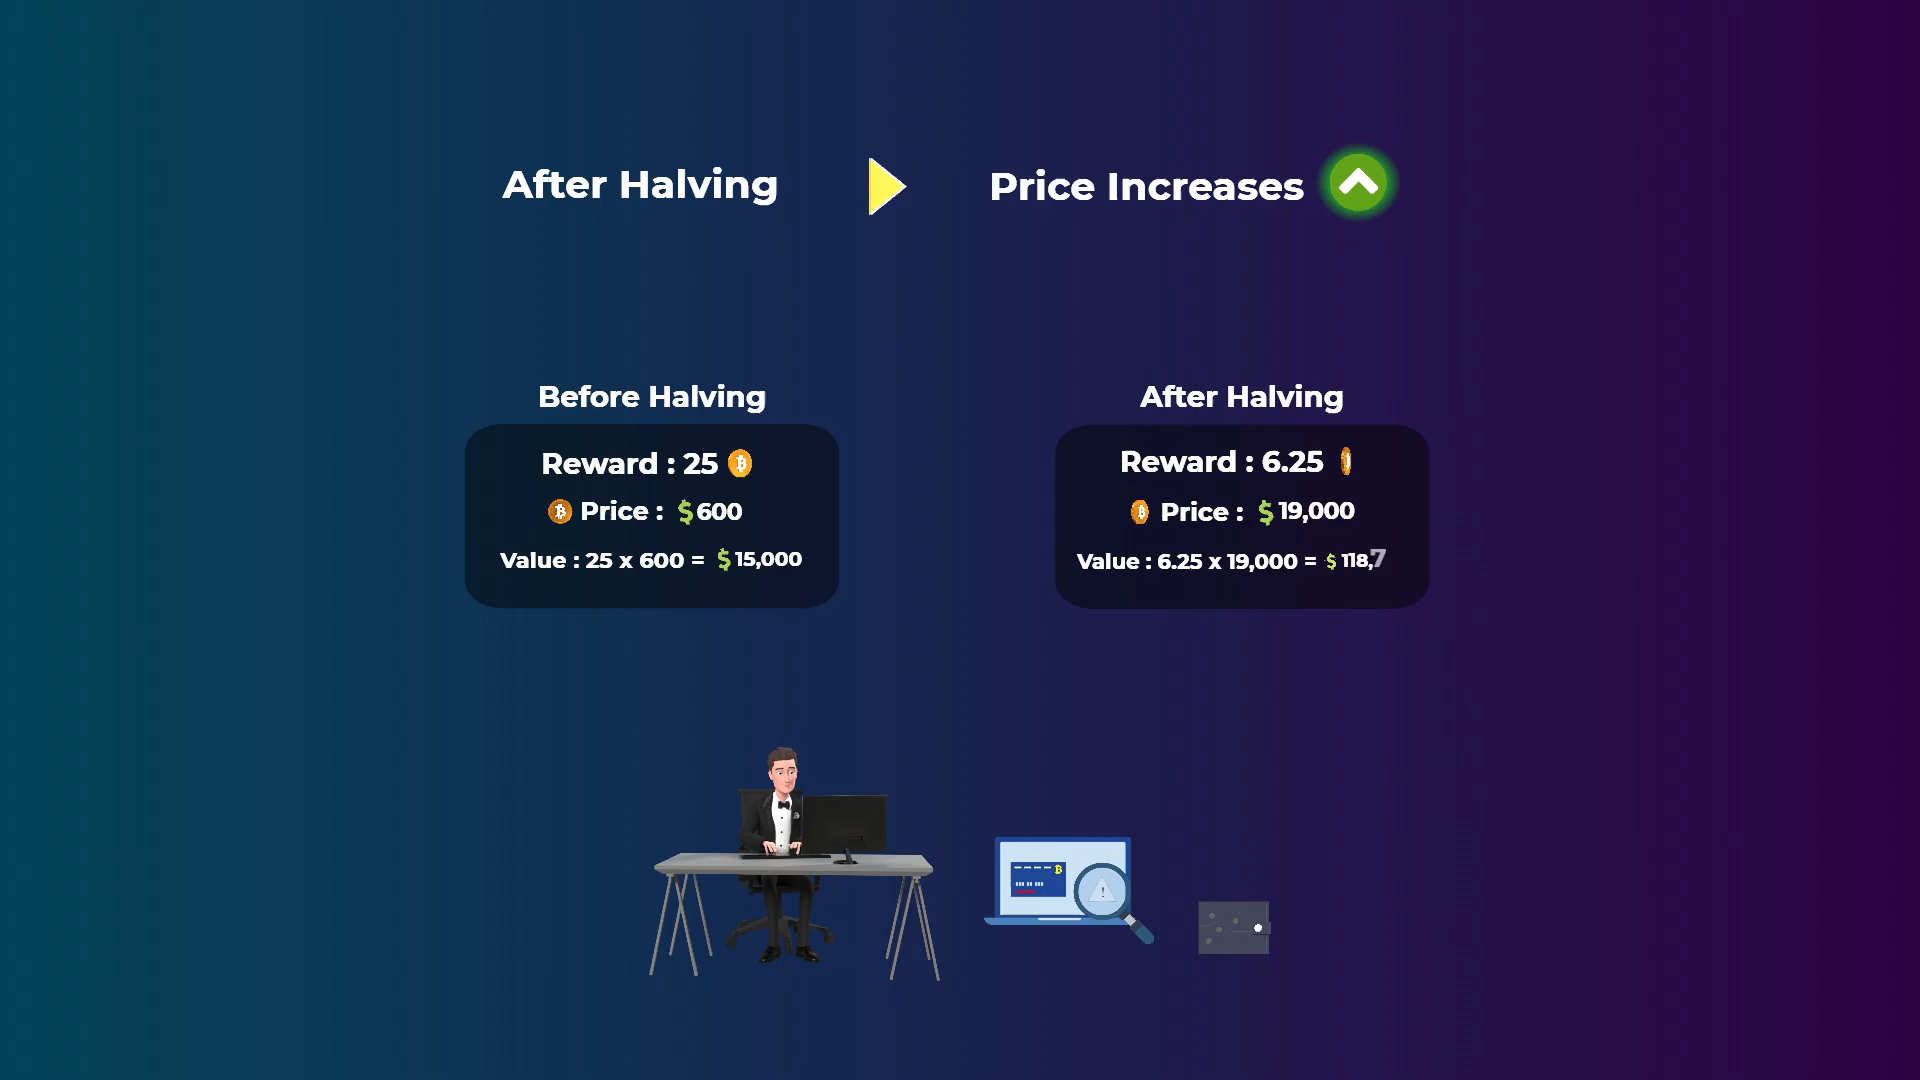 After Halving
Price Increases
Before Halving
Reward : 25
Price : $600
Value : 25 x 600 = $15,000
After Halving
Reward : 6.25
Price : $19,000
Value : 6.25 x 19,000 = $118,7